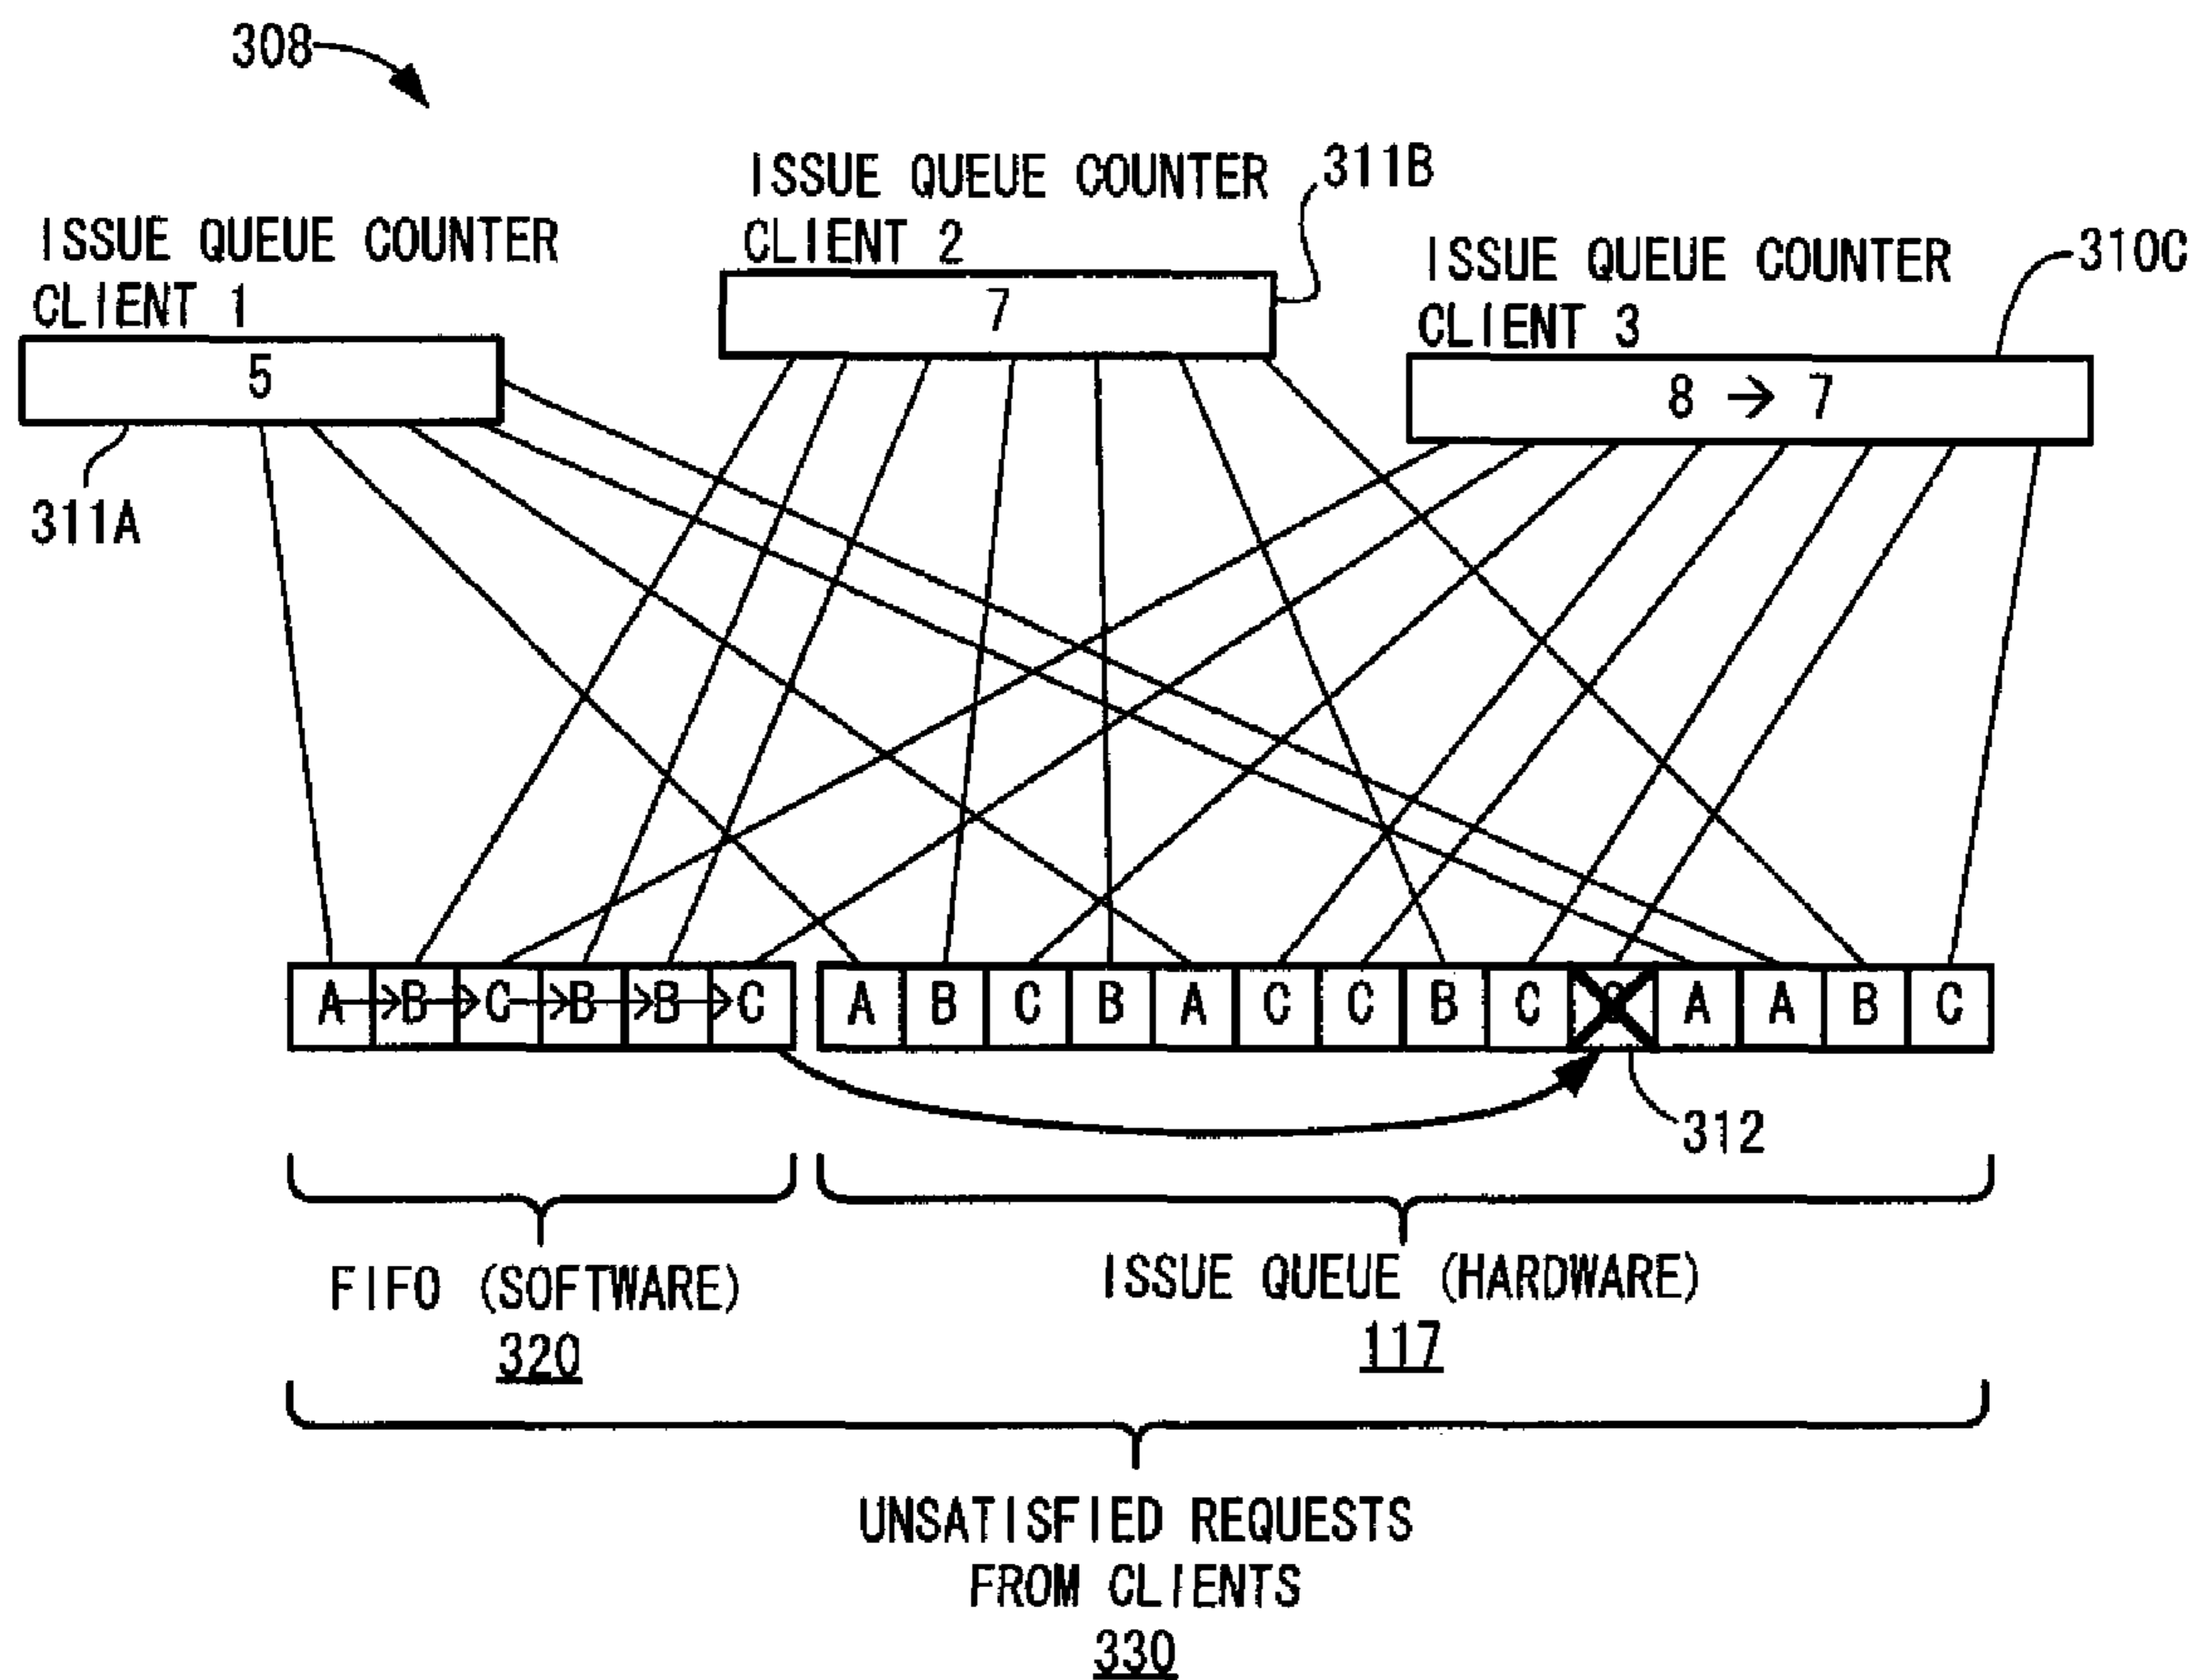 308
ISSUE QUEUE COUNTER
CLIENT 1
5
311A
ISSUE QUEUE COUNTER
CLIENT 2
7
311B
ISSUE QUEUE COUNTER
CLIENT 3
8 → 7
310C
A→B→C→B→B→C
A B C B A C C B C C A A B C
312
FIFO (SOFTWARE)
320
ISSUE QUEUE (HARDWARE)
117
UNSATISFIED REQUESTS
FROM CLIENTS
330